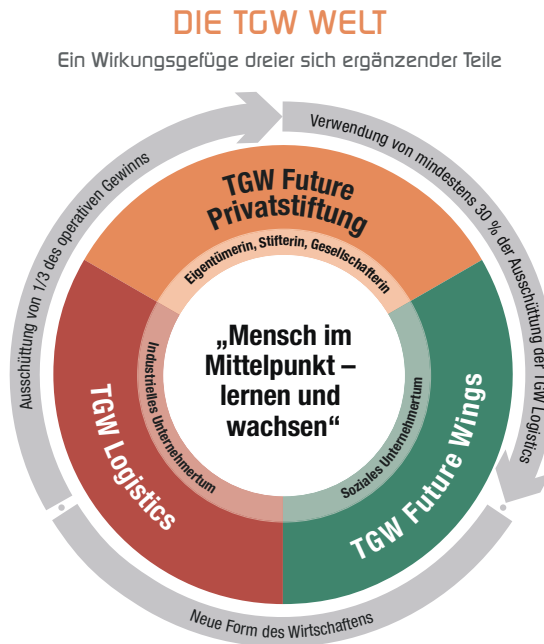 DIE TGW WELT
Ein Wirkungsgefüge dreier sich ergänzender Teile
Ausschüttung von 1/3 des operativen Gewinns
Verwendung von mindestens 30 % der Ausschüttung der TGW Logistics
TGW Future
Privatstiftung
Eigentümerin, Stifterin, Gesellschafterin
„Mensch im
Mittelpunkt –
lernen und
wachsen“
Industrielles Unternehmertum
TGW Logistics
Soziales Unternehmertum
TGW Future Wings
Neue Form des Wirtschaftens